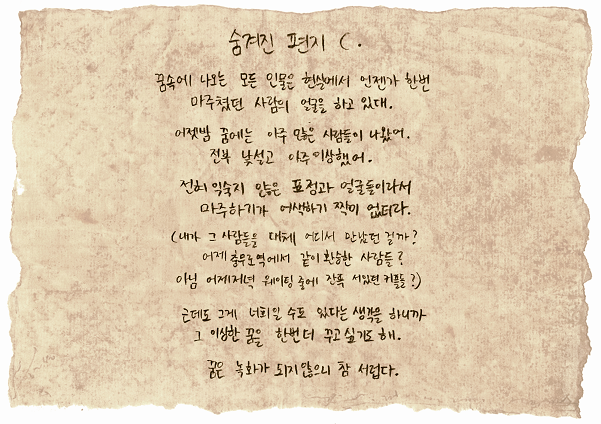 숨겨진 편지 (.
꿈속에 나오는 모든 인물은 현실에서 언젠가 한번
마주쳤던 사람의 얼굴을 하고 있대.
어젯밤 꿈에는 아주 많은 사람들이 나왔어.
전부 낯설고 아주 이상했어.
전혀 익숙지 않은 표정과 얼굴들이라서
마주하기가 어색하기 짝이 없더라.
(내가 그 사람들을 대체 어디서 만났던 걸까?
어제 충무로역에서 같이 환승한 사람들?
아님 어제저녁 웨이팅 줄에 잔뜩 서있던 커플들?)
근데도 그게 너희일 수도 있다는 생각을 하니까
그 이상한 꿈을 한번 더 꾸고 싶기도 해.
꿈은 녹화가 되지 않으니 참 서럽다.